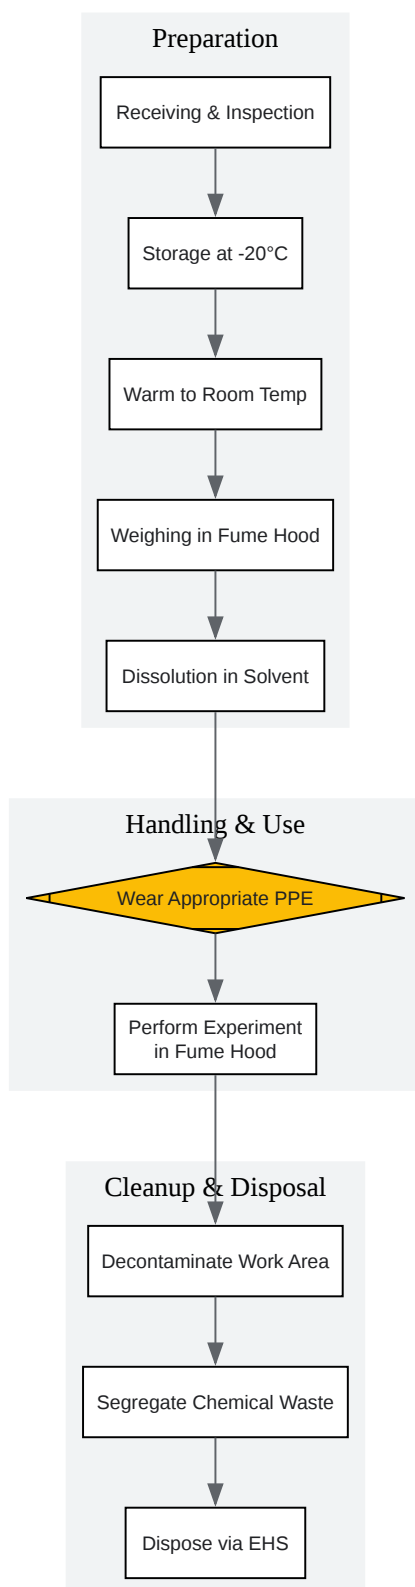 Preparation
Receiving & Inspection
Storage at -20°C
Warm to Room Temp
Weighing in Fume Hood
Dissolution in Solvent
Handling & Use
Wear Appropriate PPE
Perform Experiment
in Fume Hood
Cleanup & Disposal
Decontaminate Work Area
Segregate Chemical Waste
Dispose via EHS